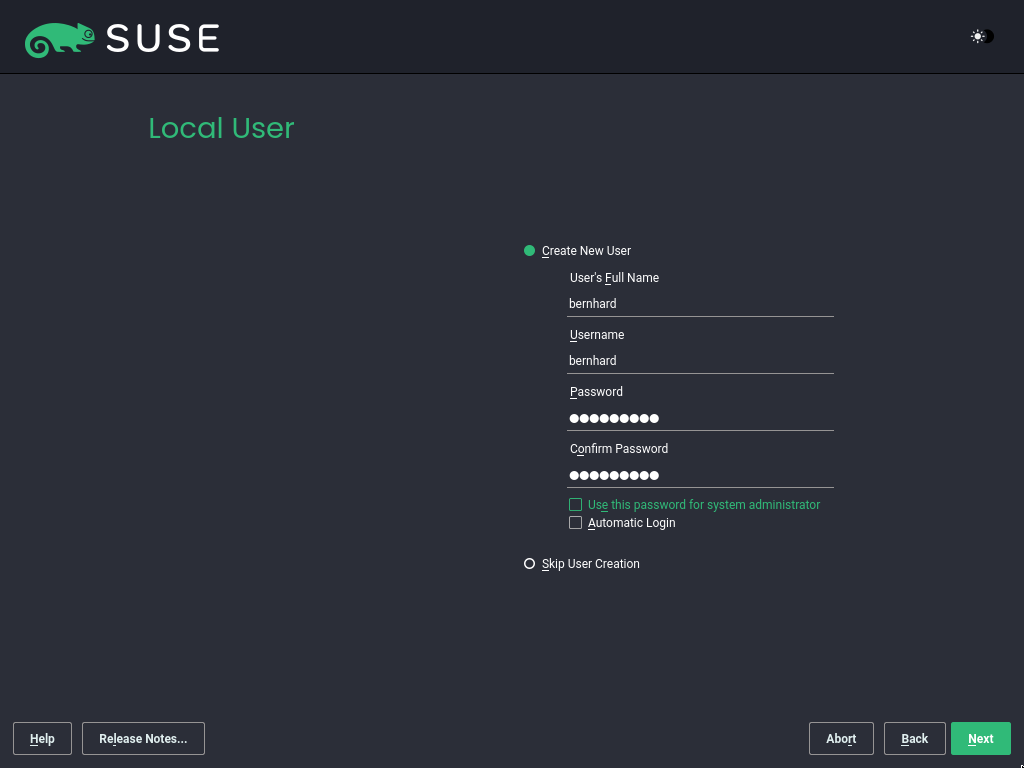 SUSE
Local User
Create New User
User's Full Name
bernhard
Username
bernhard
Password
●●●●●●●●●
Confirm Password
●●●●●●●●●
Use this password for system administrator
Automatic Login
Skip User Creation
Help Release Notes... Abort Back Next